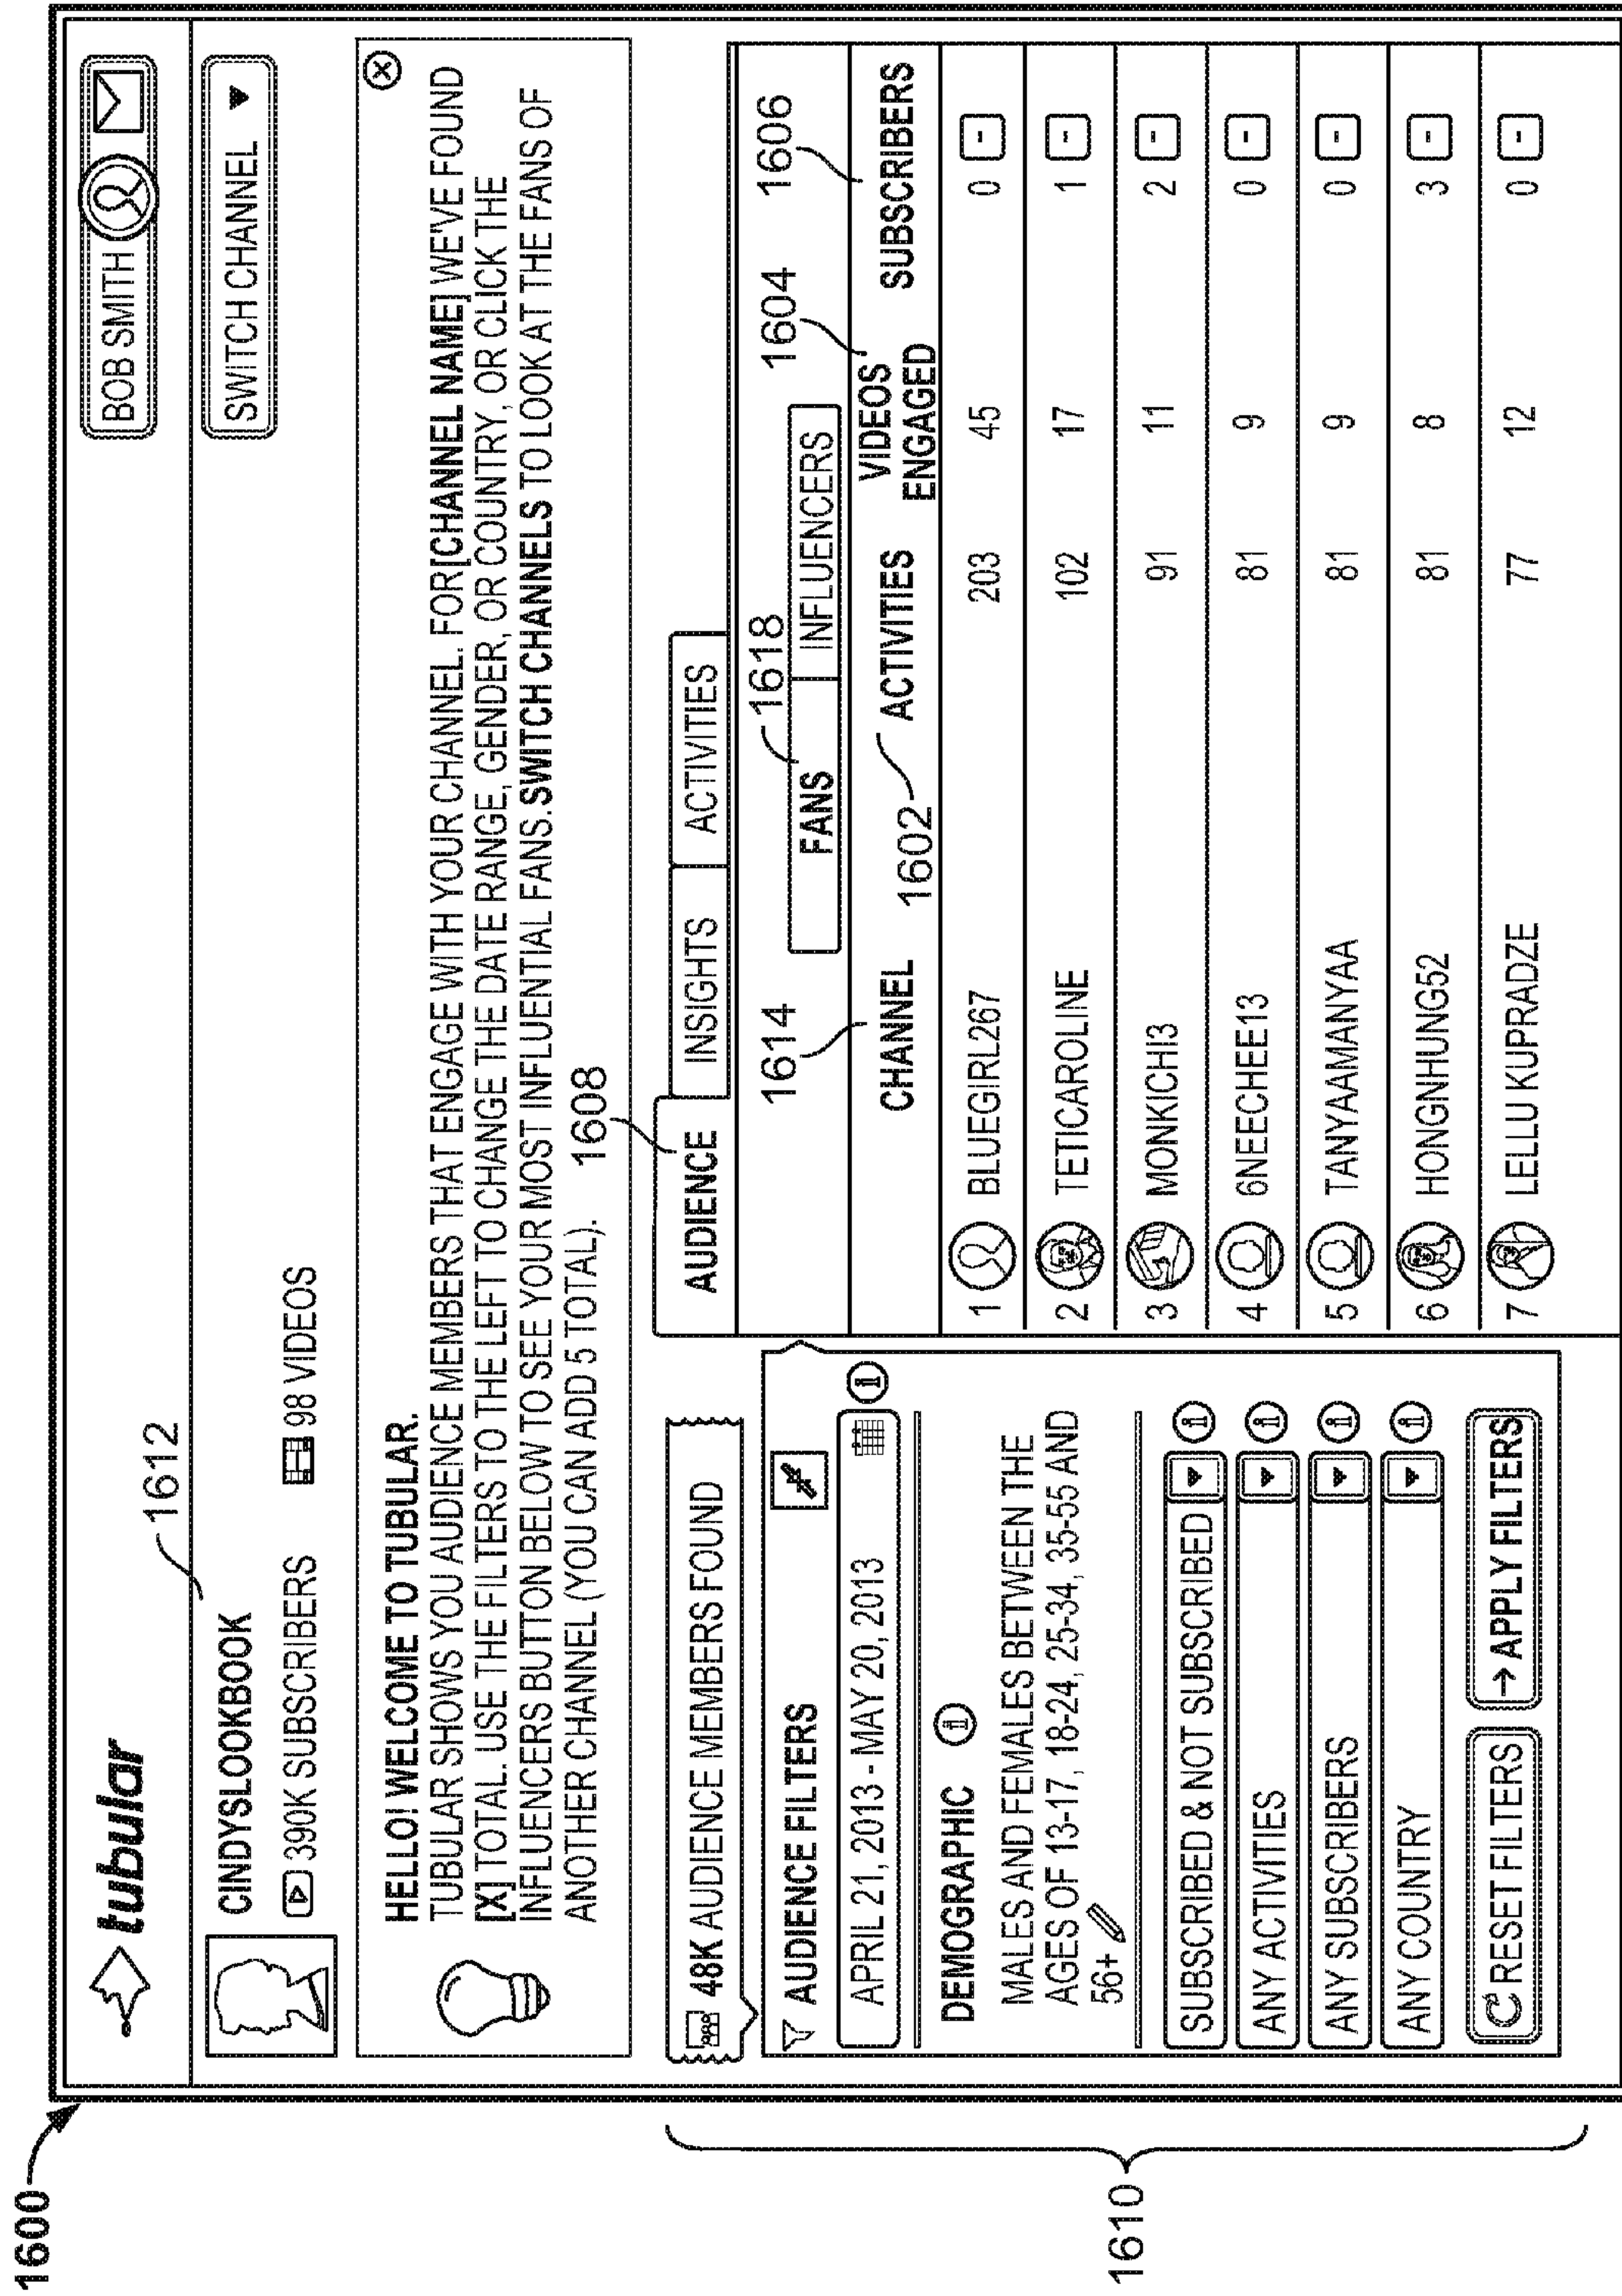 1600
tubular
BOB SMITH
1612
CINDYSLOOKBOOK
SWITCH CHANNEL
390K SUBSCRIBERS 98 VIDEOS
HELLO! WELCOME TO TUBULAR.
TUBULAR SHOWS YOU AUDIENCE MEMBERS THAT ENGAGE WITH YOUR CHANNEL. FOR[CHANNEL NAME] WE'VE FOUND
[X] TOTAL. USE THE FILTERS TO THE LEFT TO CHANGE THE DATE RANGE, GENDER, OR COUNTRY, OR CLICK THE
INFLUENCERS BUTTON BELOW TO SEE YOUR MOST INFLUENTIAL FANS. SWITCH CHANNELS TO LOOK AT THE FANS OF
ANOTHER CHANNEL (YOU CAN ADD 5 TOTAL).
1608
48K AUDIENCE MEMBERS FOUND
AUDIENCE INSIGHTS ACTIVITIES
1610
AUDIENCE FILTERS
APRIL 21, 2013 - MAY 20, 2013
DEMOGRAPHIC
MALES AND FEMALES BETWEEN THE
AGES OF 13-17, 18-24, 25-34, 35-55 AND
56+
SUBSCRIBED & NOT SUBSCRIBED
ANY ACTIVITIES
ANY SUBSCRIBERS
ANY COUNTRY
RESET FILTERS → APPLY FILTERS
1614 1618 1604 1606
FANS INFLUENCERS
CHANNEL 1602 ACTIVITIES VIDEOS ENGAGED SUBSCRIBERS
1 BLUEGIRL267 203 45 0 -
2 TETICAROLINE 102 17 1 -
3 MONKICHI3 91 11 2 -
4 6NEECHEE13 81 9 0 -
5 TANYAAMANYAA 81 9 0 -
6 HONGNHUNG52 81 8 3 -
7 LELLU KUPRADZE 77 12 0 -